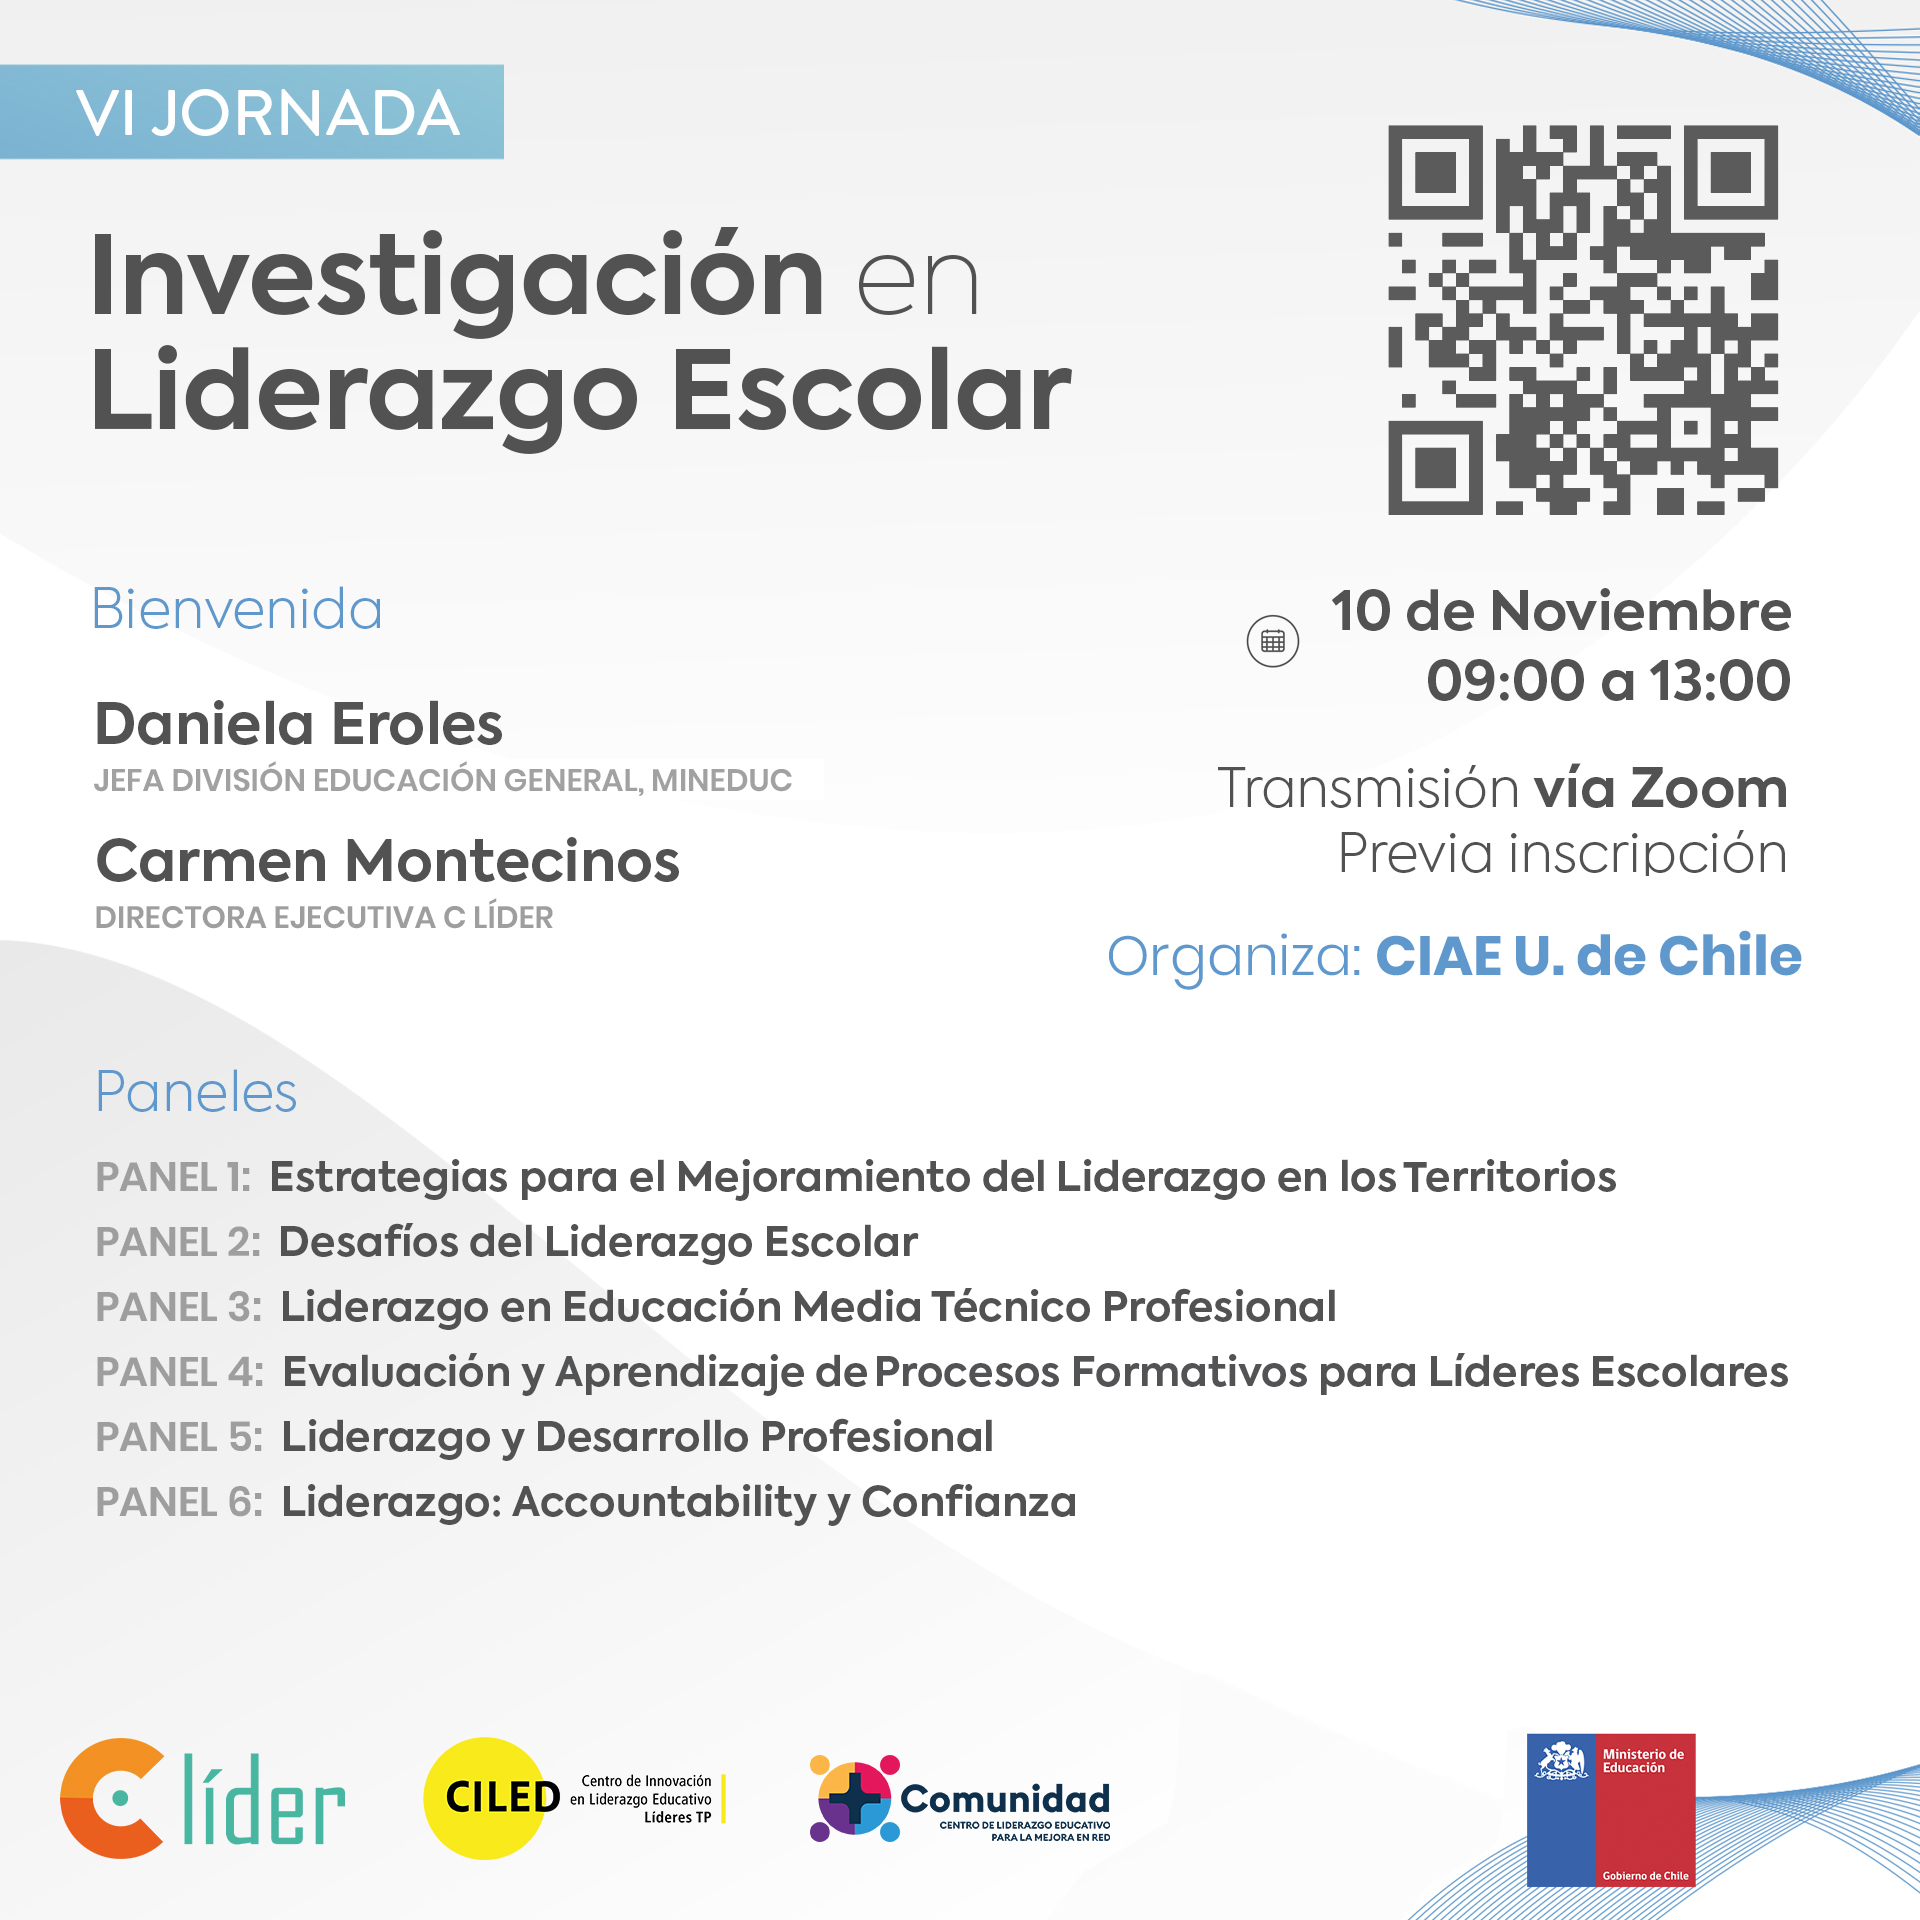 VI JORNADA
Investigación en
Liderazgo Escolar
Bienvenida
Daniela Eroles
JEFA DIVISIÓN EDUCACIÓN GENERAL, MINEDUC
Carmen Montecinos
DIRECTORA EJECUTIVA C LÍDER
10 de Noviembre
09:00 a 13:00
Transmisión vía Zoom
Previa inscripción
Organiza: CIAE U. de Chile
Paneles
PANEL 1: Estrategias para el Mejoramiento del Liderazgo en los Territorios
PANEL 2: Desafíos del Liderazgo Escolar
PANEL 3: Liderazgo en Educación Media Técnico Profesional
PANEL 4: Evaluación y Aprendizaje de Procesos Formativos para Líderes Escolares
PANEL 5: Liderazgo y Desarrollo Profesional
PANEL 6: Liderazgo: Accountability y Confianza
C líder
CILED
Centro de Innovación
en Liderazgo Educativo
Líderes TP
Comunidad
CENTRO DE LIDERAZGO EDUCATIVO
PARA LA MEJORA EN RED
Ministerio de
Educación
Gobierno de Chile